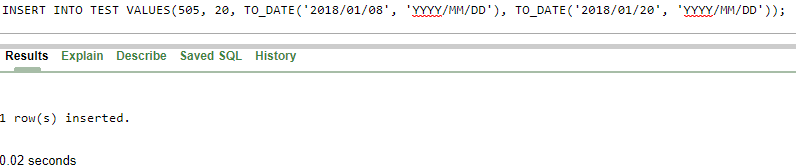 INSERT INTO TEST VALUES(505, 20, TO_DATE('2018/01/08', 'YYYY/MM/DD'), TO_DATE('2018/01/20', 'YYYY/MM/DD'));
Results Explain Describe Saved SQL History
1 row(s) inserted.
0.02 seconds